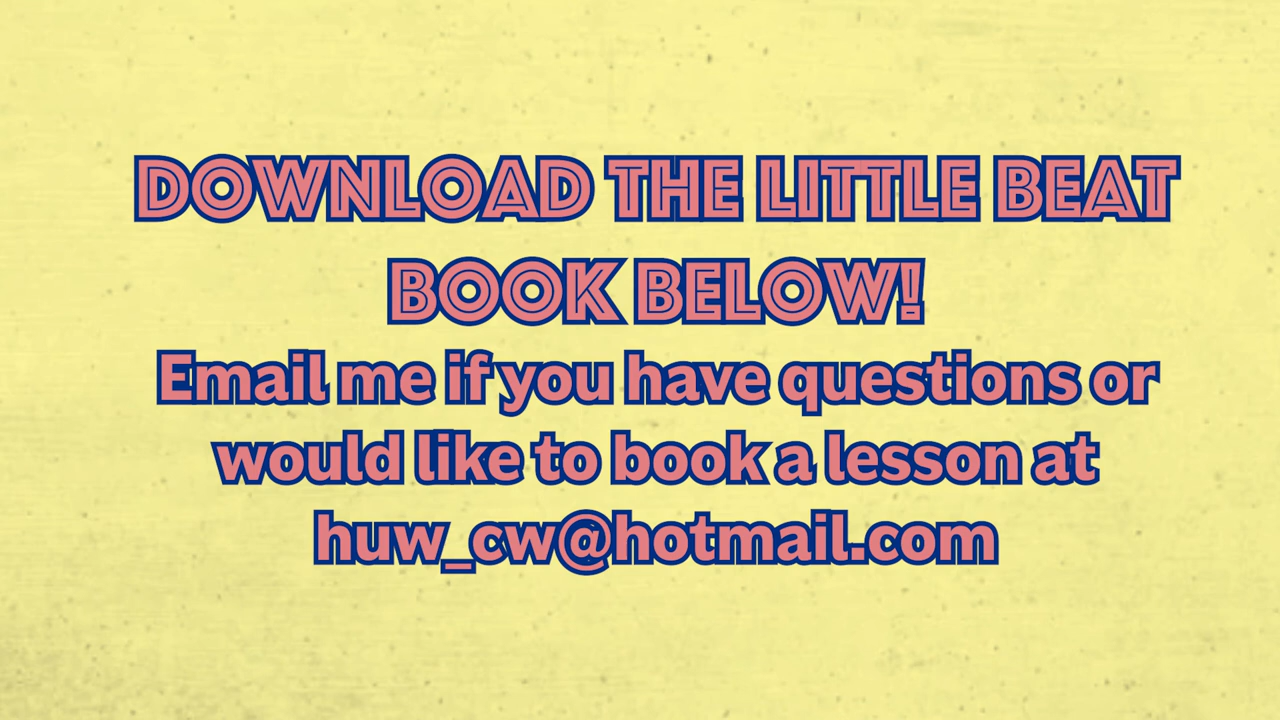 DOWNLOAD THE LITTLE BEAT
BOOK BELOW!
Email me if you have questions or
would like to book a lesson at
huw_cw@hotmail.com